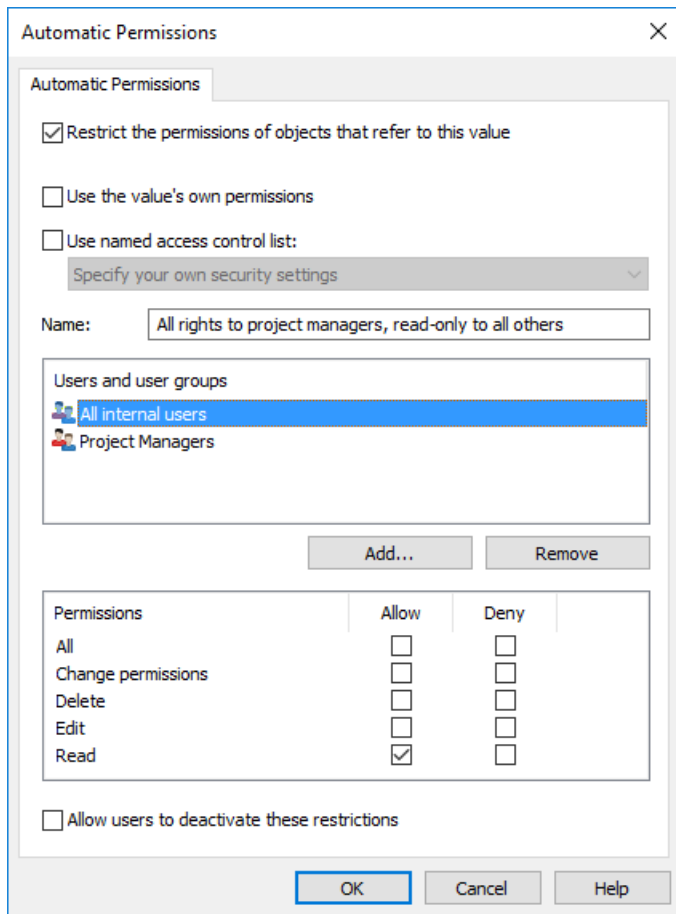 Automatic Permissions
Automatic Permissions
Restrict the permissions of objects that refer to this value
Use the value's own permissions
Use named access control list:
Specify your own security settings
Name: All rights to project managers, read-only to all others
Users and user groups
All internal users
Project Managers
Add... Remove
Permissions Allow Deny
All
Change permissions
Delete
Edit
Read
Allow users to deactivate these restrictions
OK Cancel Help